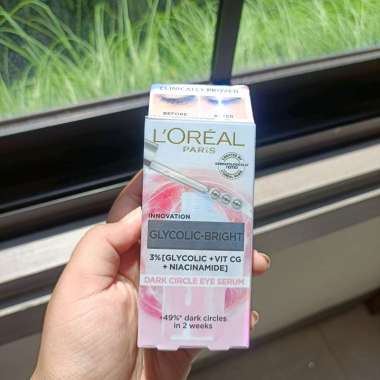 CLINICALLY PROVEN
BEFORE
L'ORÉAL
PARIS
INNOVATION
GLYCOLIC-BRIGHT
3%[GLYCOLIC +VIT CG
+ NIACINAMIDE]
DARK CIRCLE EYE SERUM
-49%* dark circles
in 2 weeks